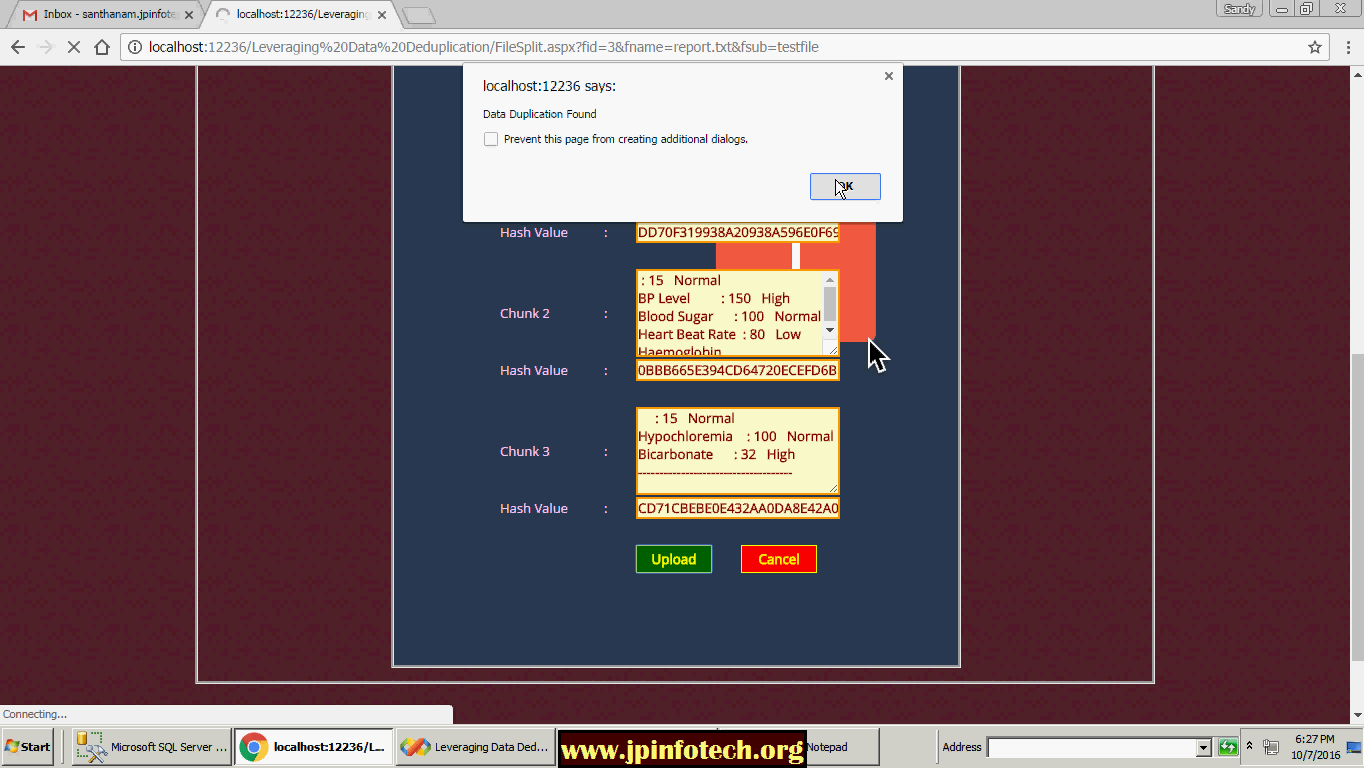 Inbox - santhanam.jpinfote
localhost:12236/Leveraging
Sandy
localhost:12236/Leveraging%20Data%20Deduplication/FileSplit.aspx?fid=3&fname=report.txt&fsub=testfile
localhost:12236 says:
Data Duplication Found
Prevent this page from creating additional dialogs.
OK
Hash Value : DD70F319938A20938A596E0F69
Chunk 2 :
: 15 Normal
BP Level : 150 High
Blood Sugar : 100 Normal
Heart Beat Rate : 80 Low
Haemoglobin
Hash Value : 0BBB665E394CD64720ECEFD6B
Chunk 3 :
: 15 Normal
Hypochloremia : 100 Normal
Bicarbonate : 32 High
--------------------------------------
Hash Value : CD71CBEBE0E432AA0DA8E42A0
Upload Cancel
Connecting...
Start
Microsoft SQL Server ...
localhost:12236/L...
Leveraging Data Ded...
www.jpinfotech.org
Notepad
Address
6:27 PM
10/7/2016